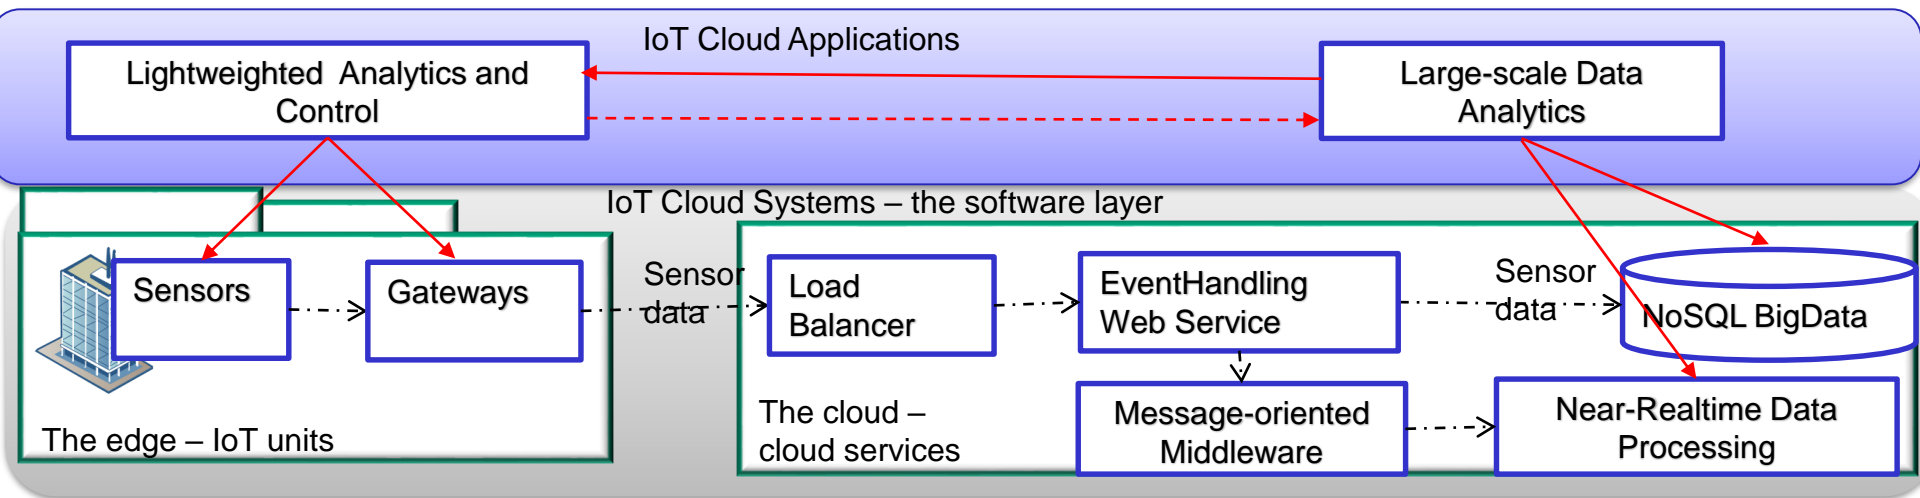 IoT Cloud Applications
Lightweighted Analytics and
Control
Large-scale Data
Analytics
IoT Cloud Systems – the software layer
Sensors
Gateways
The edge – IoT units
Sensor
data
Load
Balancer
EventHandling
Web Service
Sensor
data
NoSQL BigData
The cloud –
cloud services
Message-oriented
Middleware
Near-Realtime Data
Processing